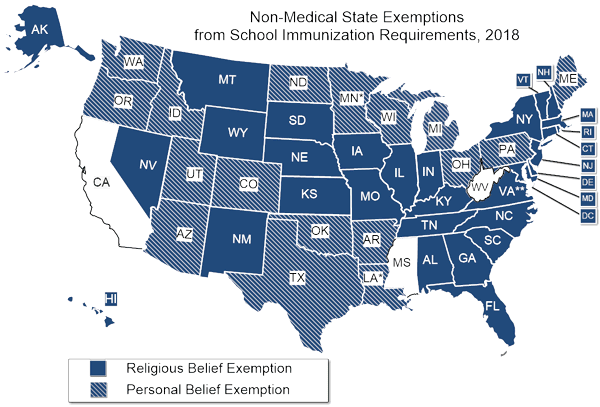 Non-Medical State Exemptions
from School Immunization Requirements, 2018
AK
WA
MT
ND
MN*
ME
VT
NH
OR
ID
WY
SD
WI
MI
NY
MA
RI
CT
NJ
DE
MD
DC
NV
CA
UT
CO
NE
IA
IL
IN
OH
PA
WV
VA**
KS
MO
KY
NC
AZ
NM
OK
AR
TN
SC
TX
LA*
MS
AL
GA
FL
HI
Religious Belief Exemption
Personal Belief Exemption